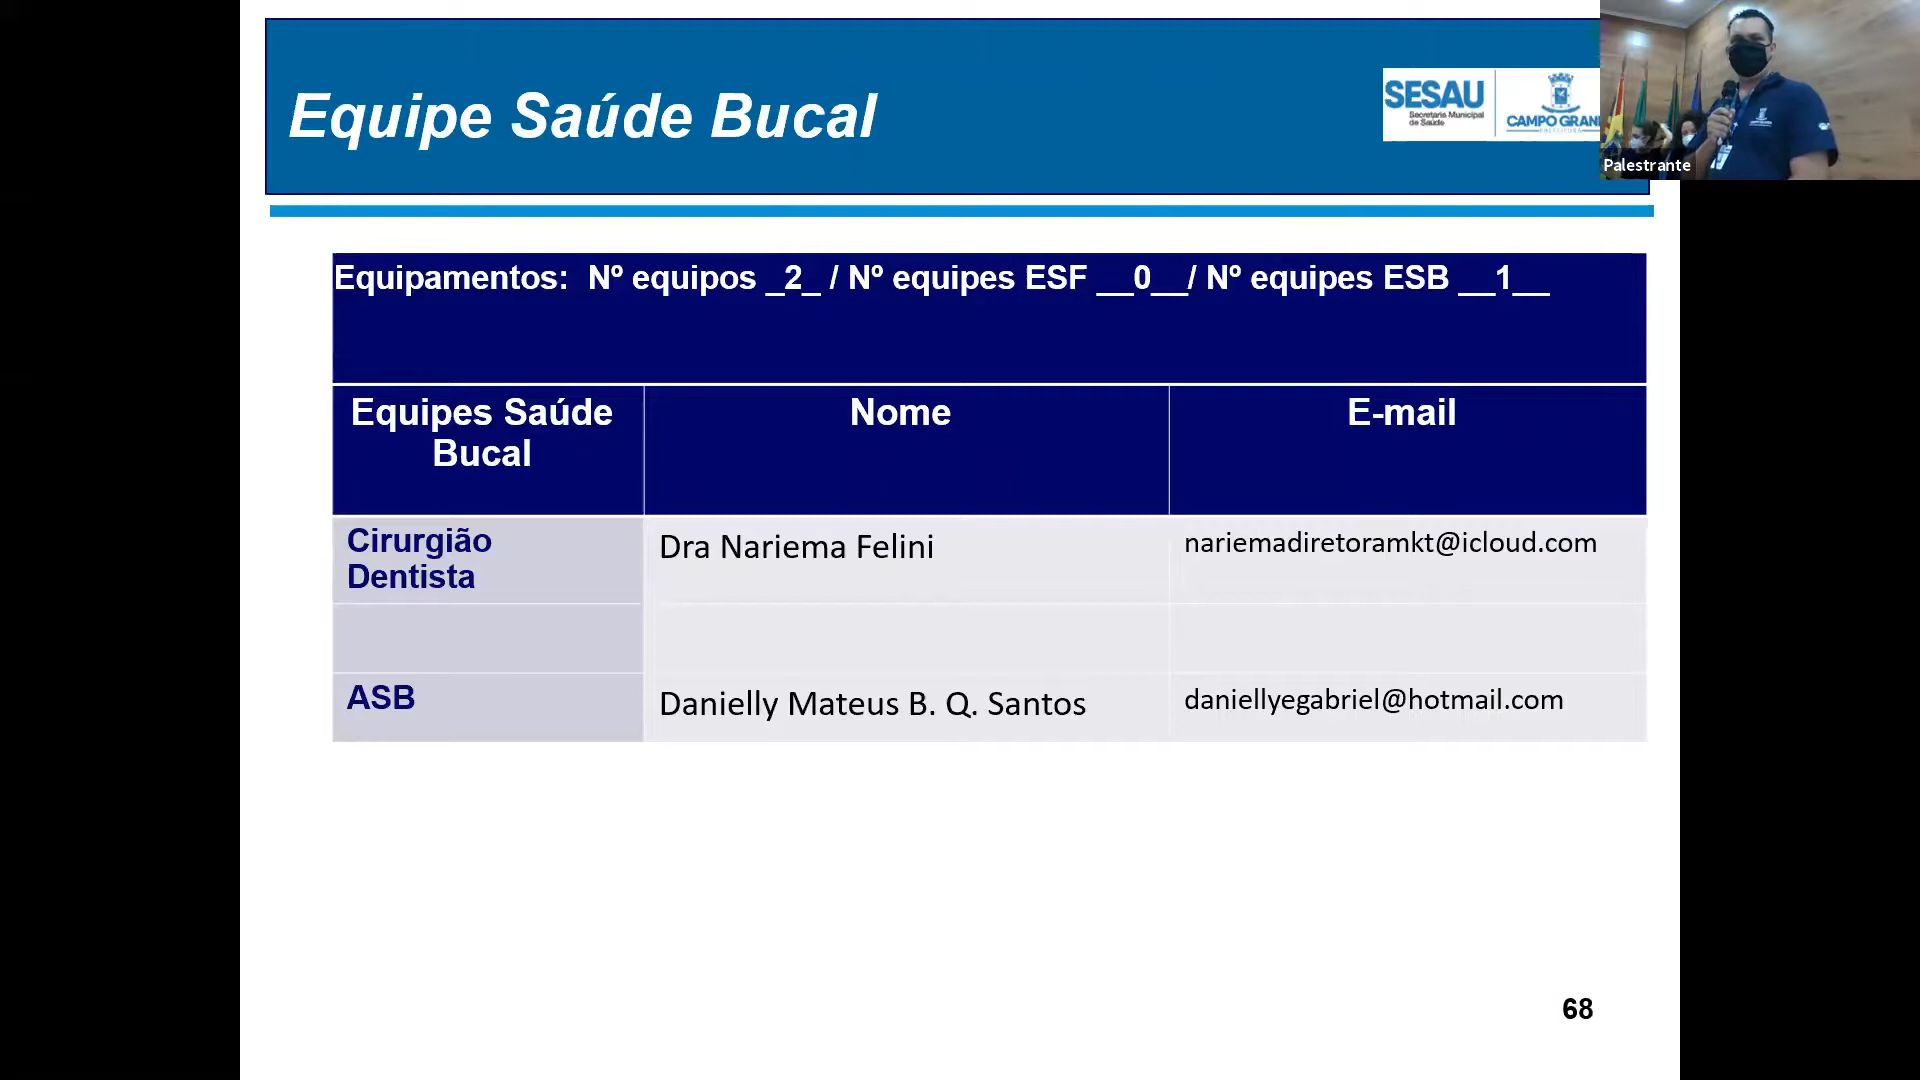 Equipe Saúde Bucal
SESAU
Secretaria Municipal
de Saúde
CAMPO GRAN
PREFEITURA
Palestrante
Equipamentos: Nº equipos _2_ / Nº equipes ESF __0__/ Nº equipes ESB __1__
Equipes Saúde
Bucal
Nome
E-mail
Cirurgião
Dentista
Dra Nariema Felini
nariemadiretoramkt@icloud.com
ASB
Danielly Mateus B. Q. Santos
daniellyegabriel@hotmail.com
68